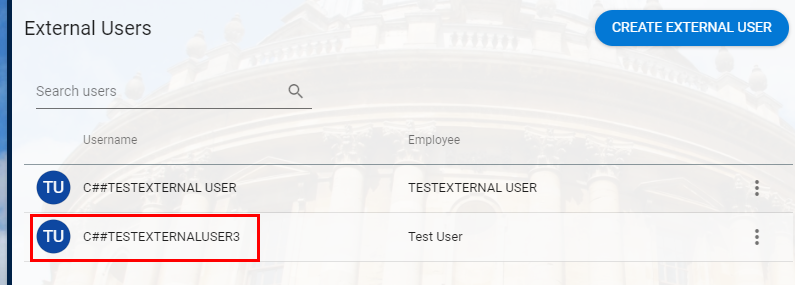 External Users
CREATE EXTERNAL USER
Search users
Username Employee
TU C##TESTEXTERNAL USER TESTEXTERNAL USER
TU C##TESTEXTERNALUSER3 Test User